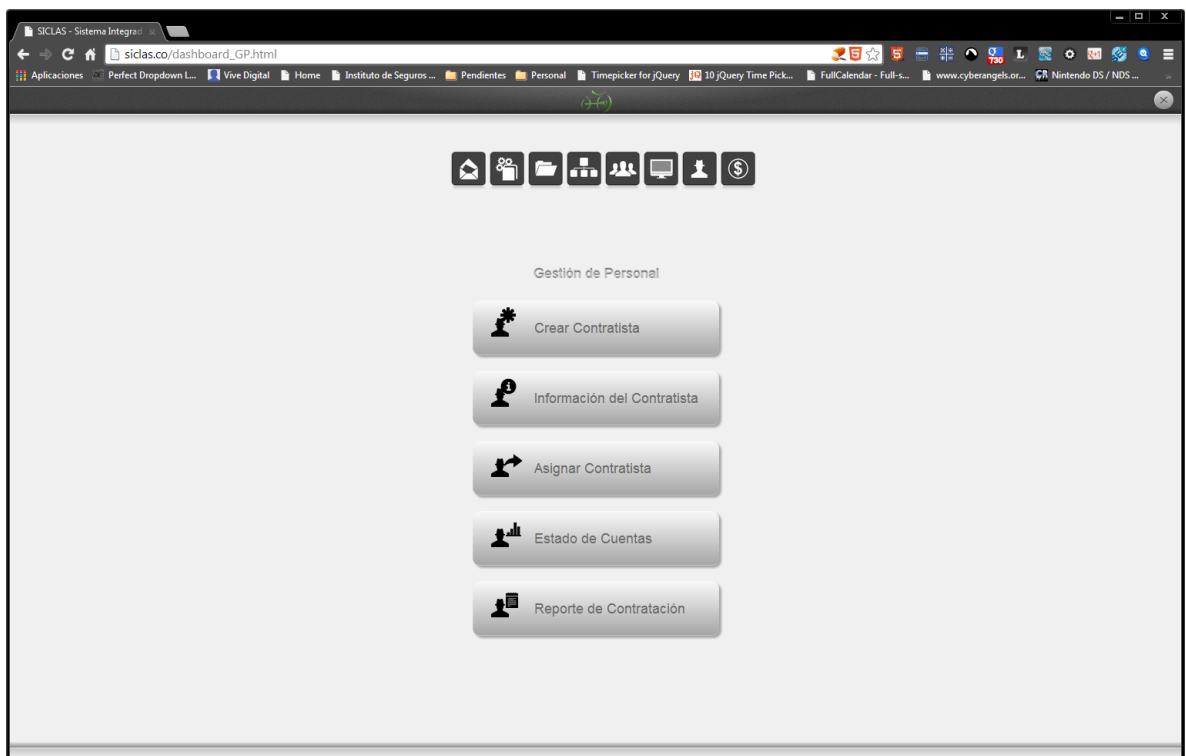 SICLAS - Sistema Integrad
siclas.co/dashboard_GP.html
Aplicaciones Perfect Dropdown L... Vive Digital Home Instituto de Seguros ... Pendientes Personal Timepicker for jQuery 10 jQuery Time Pick... FullCalendar - Full-s... www.cyberangels.or... Nintendo DS / NDS ...
730
Gestión de Personal
Crear Contratista
Información del Contratista
Asignar Contratista
Estado de Cuentas
Reporte de Contratación